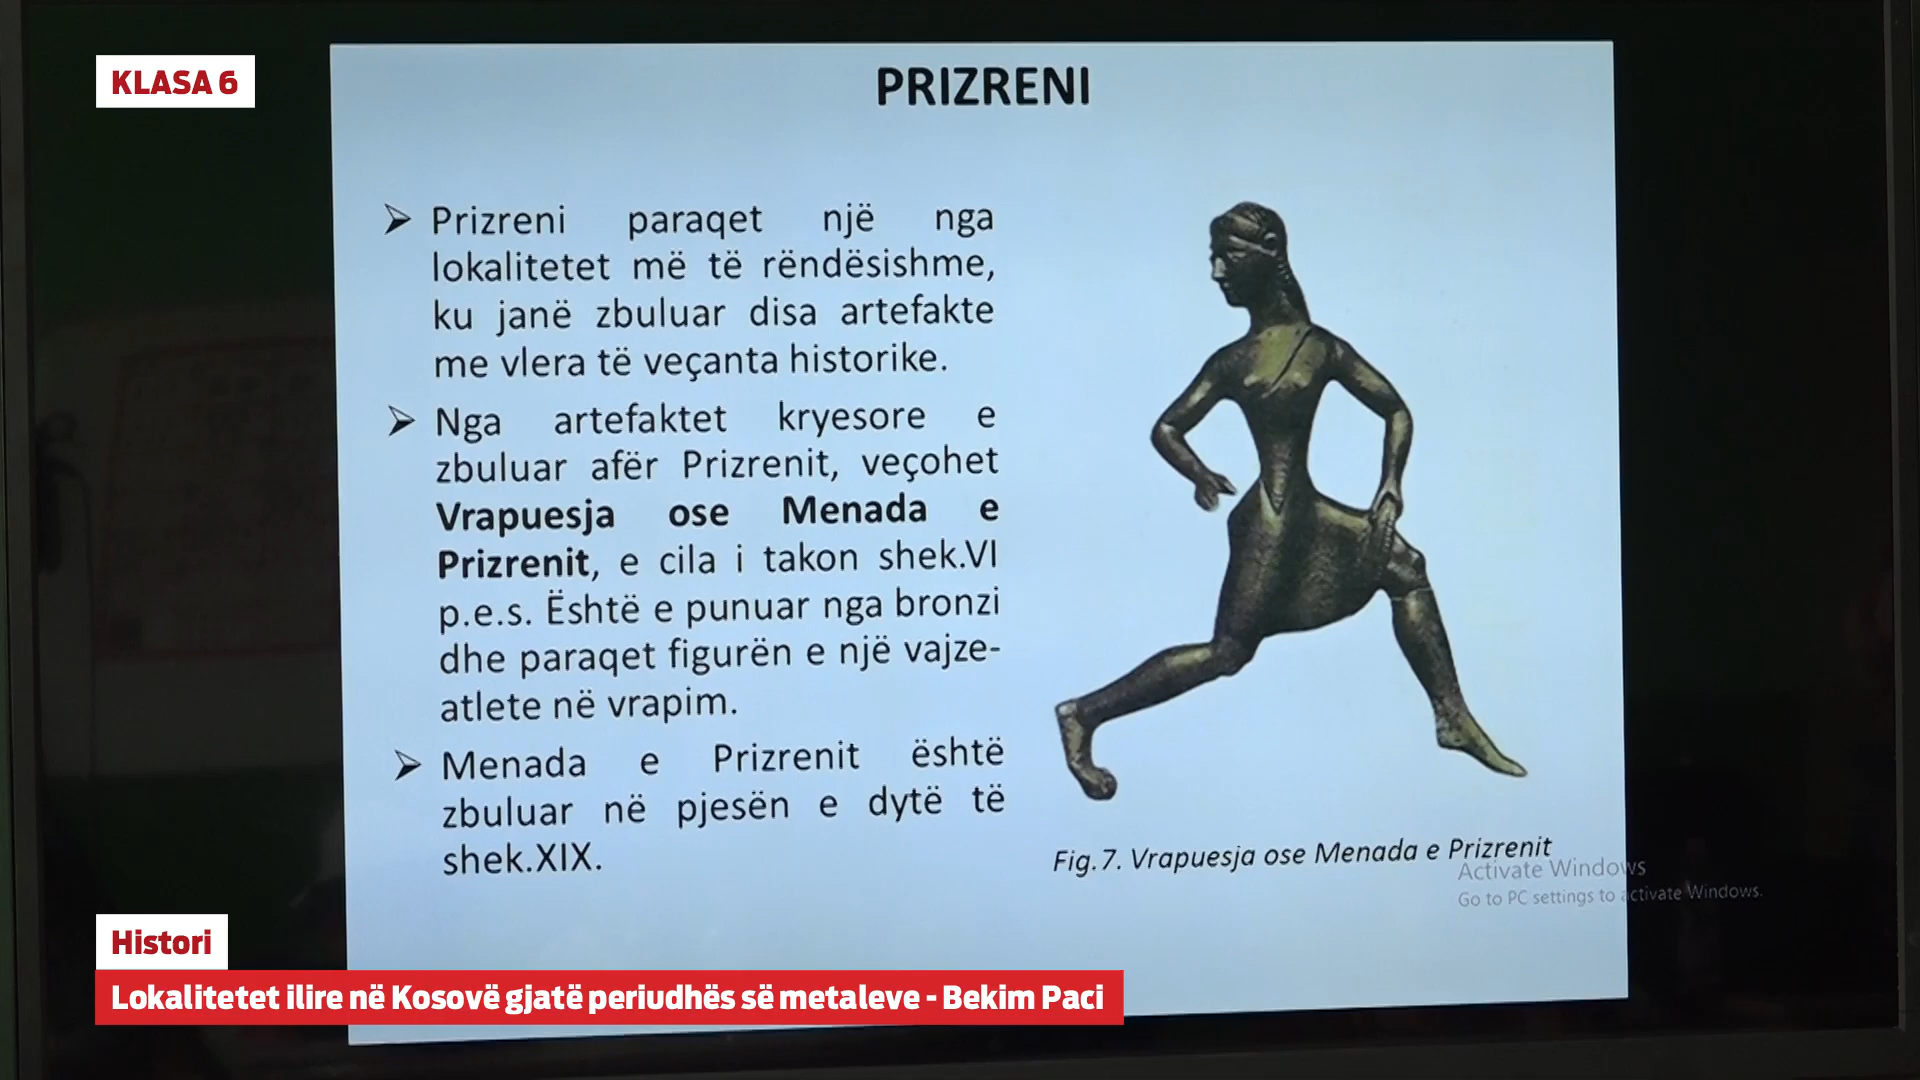 KLASA 6
PRIZRENI
Prizreni paraqet një nga
lokalitetet më të rëndësishme,
ku janë zbuluar disa artefakte
me vlera të veçanta historike.
Nga artefaktet kryesore e
zbuluar afër Prizrenit, veçohet
Vrapuesja ose Menada e
Prizrenit, e cila i takon shek.VI
p.e.s. Është e punuar nga bronzi
dhe paraqet figurën e një vajze-
atlete në vrapim.
Menada e Prizrenit është
zbuluar në pjesën e dytë të
shek.XIX.
Fig.7. Vrapuesja ose Menada e Prizrenit
Activate Windows
Go to PC settings to activate Windows.
Histori
Lokalitetet ilire në Kosovë gjatë periudhës së metaleve - Bekim Paci